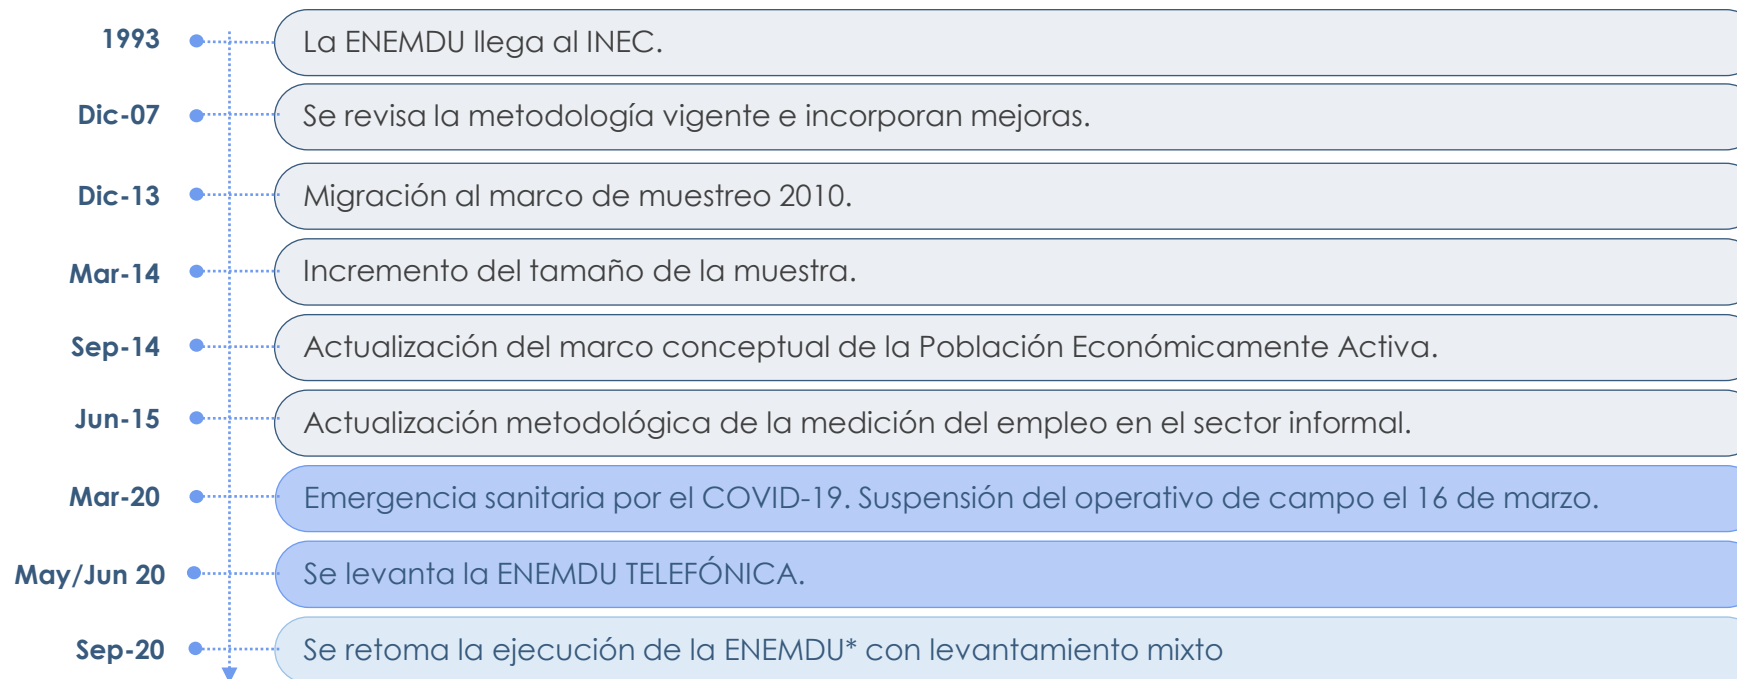 1993 La ENEMDU llega al INEC.
Dic-07 Se revisa la metodología vigente e incorporan mejoras.
Dic-13 Migración al marco de muestreo 2010.
Mar-14 Incremento del tamaño de la muestra.
Sep-14 Actualización del marco conceptual de la Población Económicamente Activa.
Jun-15 Actualización metodológica de la medición del empleo en el sector informal.
Mar-20 Emergencia sanitaria por el COVID-19. Suspensión del operativo de campo el 16 de marzo.
May/Jun 20 Se levanta la ENEMDU TELEFÓNICA.
Sep-20 Se retoma la ejecución de la ENEMDU* con levantamiento mixto